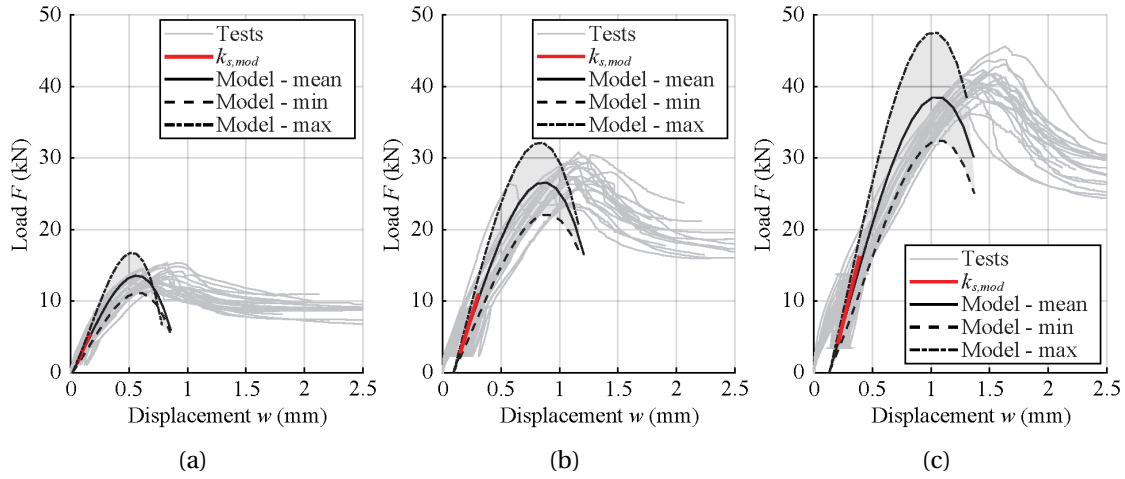 50
40
30
20
10
0
Load F (kN)
0 0.5 1 1.5 2 2.5
Displacement w (mm)
Tests
k_{s,mod}
Model - mean
Model - min
Model - max
(a)
50
40
30
20
10
0
Load F (kN)
0 0.5 1 1.5 2 2.5
Displacement w (mm)
Tests
k_{s,mod}
Model - mean
Model - min
Model - max
(b)
50
40
30
20
10
0
Load F (kN)
0 0.5 1 1.5 2 2.5
Displacement w (mm)
Tests
k_{s,mod}
Model - mean
Model - min
Model - max
(c)